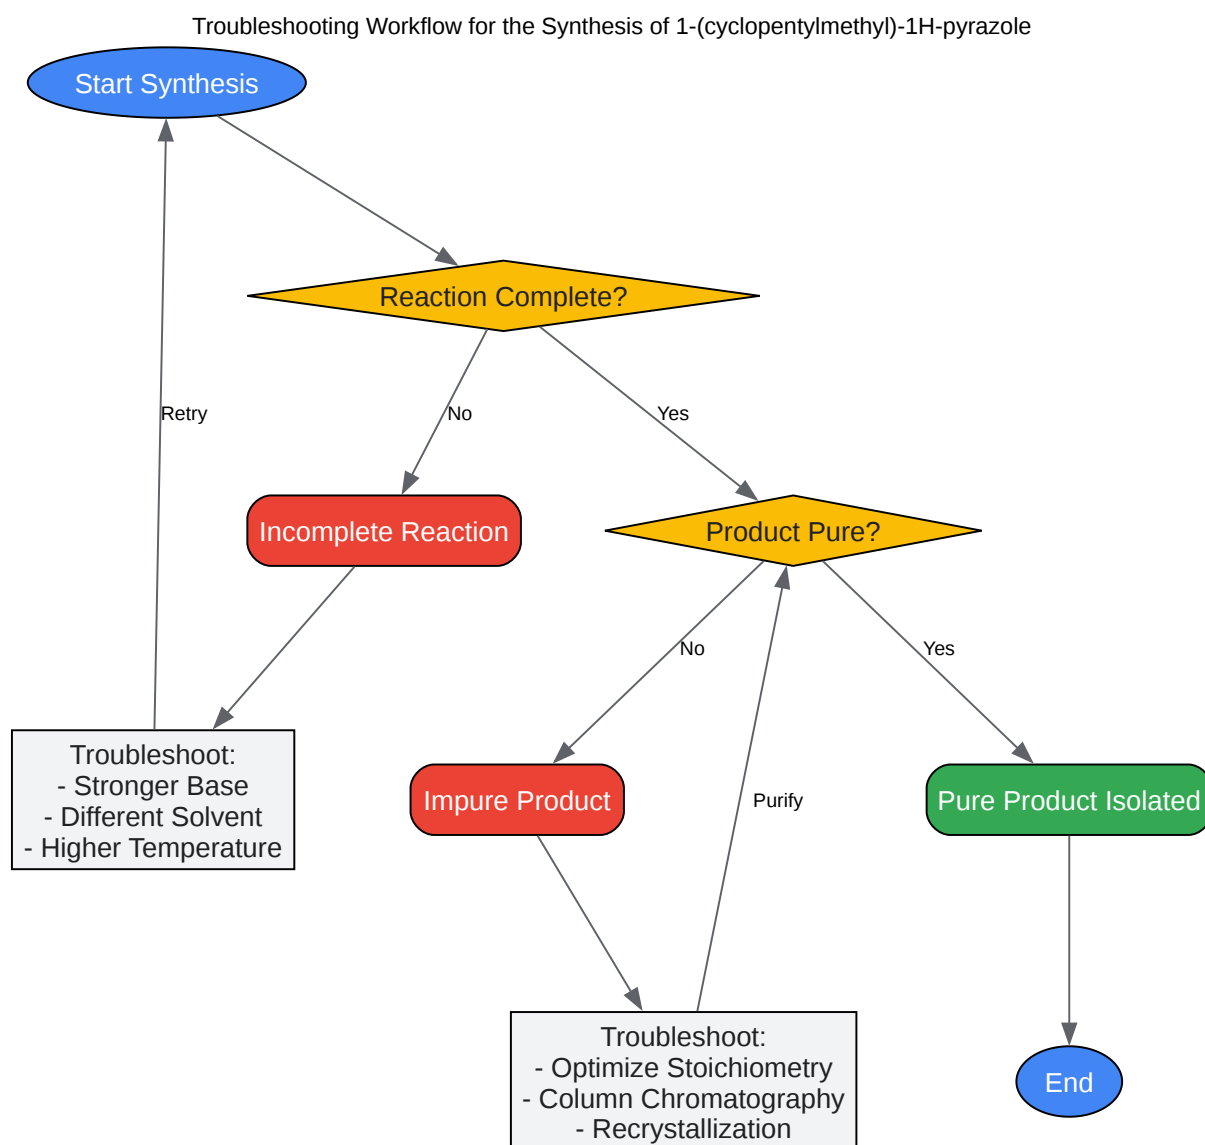 Troubleshooting Workflow for the Synthesis of 1-(cyclopentylmethyl)-1H-pyrazole
Start Synthesis
Reaction Complete?
Retry
No
Yes
Incomplete Reaction
Product Pure?
No
Yes
Troubleshoot:
- Stronger Base
- Different Solvent
- Higher Temperature
Impure Product
Purify
Pure Product Isolated
Troubleshoot:
- Optimize Stoichiometry
- Column Chromatography
- Recrystallization
End